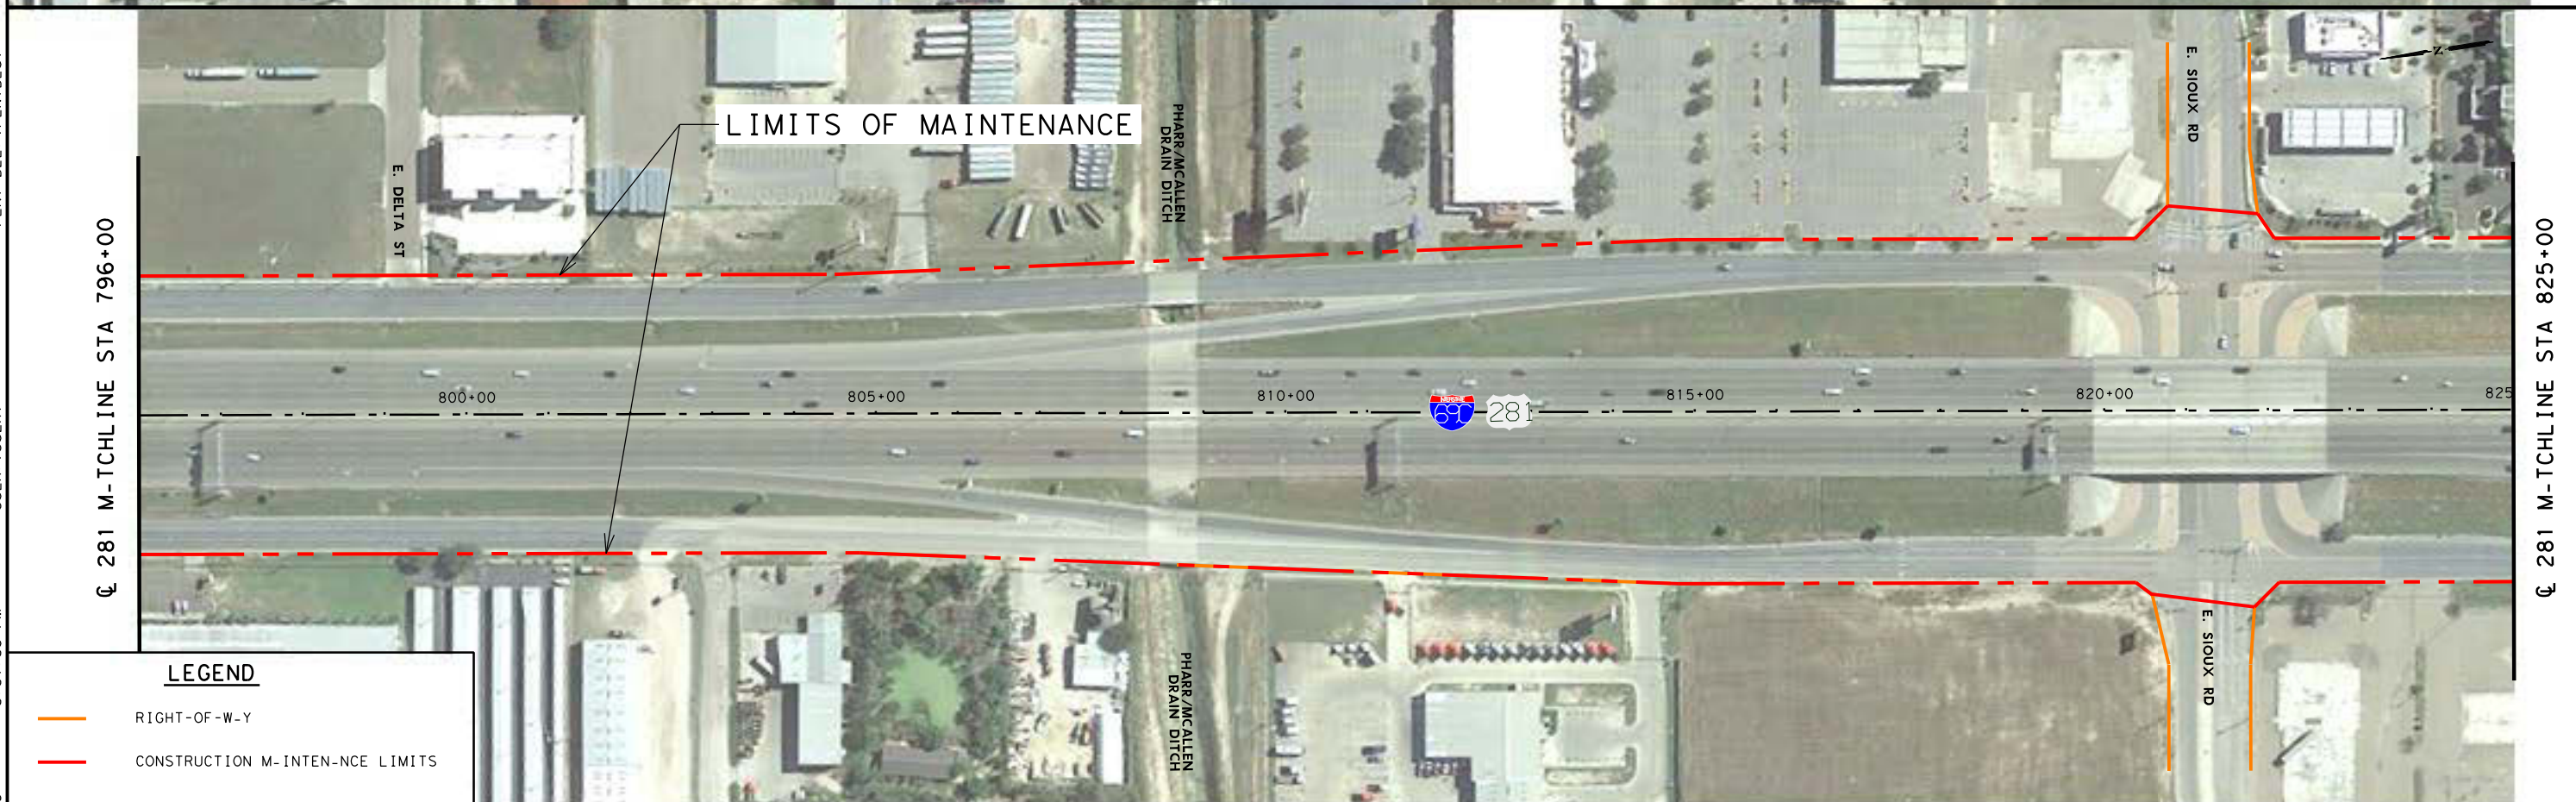 LIMITS OF MAINTENANCE
E. DELTA ST
PHARR/MCALLEN
DRAIN DITCH
E. SIOUX RD
N
℄ 281 M-TCHLINE STA 796+00
800+00
805+00
810+00
815+00
820+00
825
69C
281
℄ 281 M-TCHLINE STA 825+00
PHARR/MCALLEN
DRAIN DITCH
E. SIOUX RD
LEGEND
RIGHT-OF-W-Y
CONSTRUCTION M-INTEN-NCE LIMITS